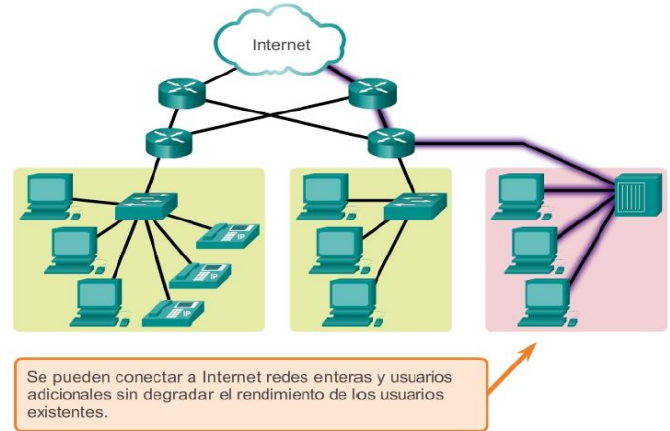 Internet
IP
IP
IP
Se pueden conectar a Internet redes enteras y usuarios
adicionales sin degradar el rendimiento de los usuarios
existentes.